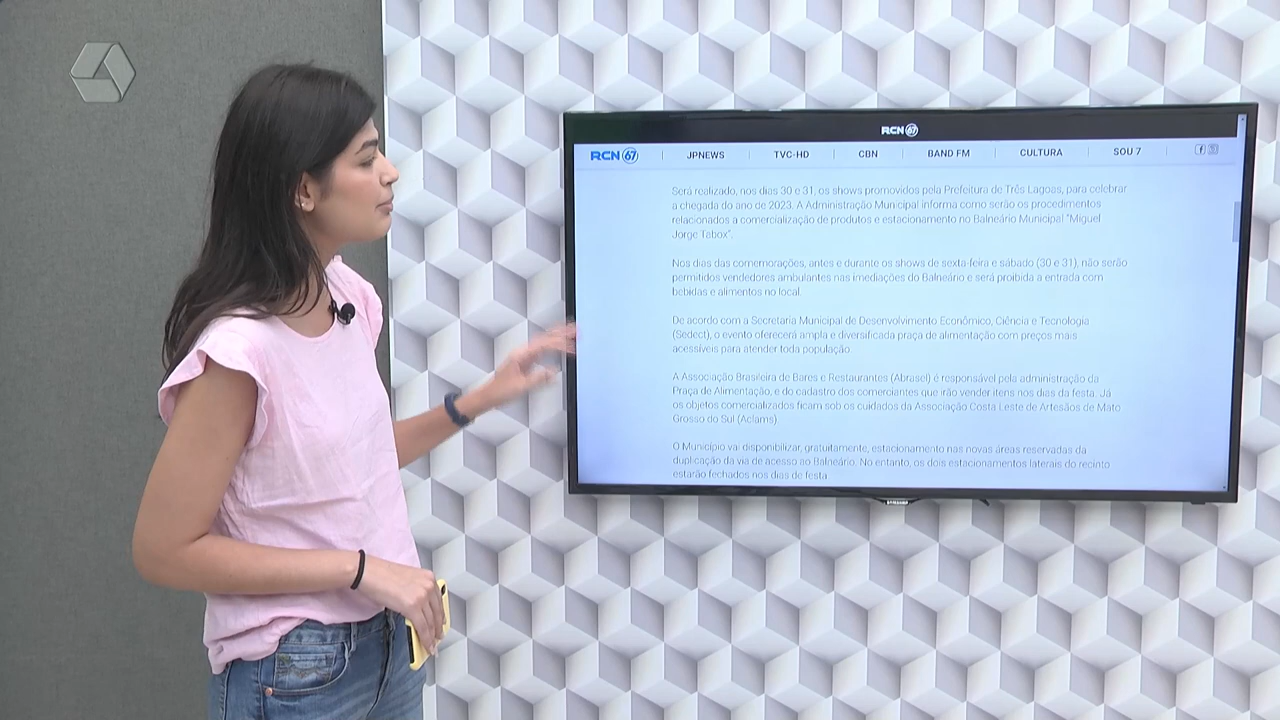 RCN 67
RCN 67 JPNEWS TVC-HD CBN BAND FM CULTURA SOU 7
Será realizado, nos dias 30 e 31, os shows promovidos pela Prefeitura de Três Lagoas, para celebrar
a chegada do ano de 2023. A Administração Municipal informa como serão os procedimentos
relacionados a comercialização de produtos e estacionamento no Balneário Municipal "Miguel
Jorge Tabox".
Nos dias das comemorações, antes e durante os shows de sexta-feira e sábado (30 e 31), não serão
permitidos vendedores ambulantes nas imediações do Balneário e será proibida a entrada com
bebidas e alimentos no local.
De acordo com a Secretaria Municipal de Desenvolvimento Econômico, Ciência e Tecnologia
(Sedect), o evento oferecerá ampla e diversificada praça de alimentação com preços mais
acessíveis para atender toda população.
A Associação Brasileira de Bares e Restaurantes (Abrasel) é responsável pela administração da
Praça de Alimentação, e do cadastro dos comerciantes que irão vender itens nos dias da festa. Já
os objetos comercializados ficam sob os cuidados da Associação Costa Leste de Artesãos de Mato
Grosso do Sul (Aclams).
O Município vai disponibilizar, gratuitamente, estacionamento nas novas áreas reservadas da
duplicação da via de acesso ao Balneário. No entanto, os dois estacionamentos laterais do recinto
estarão fechados nos dias de festa
SAMSUNG